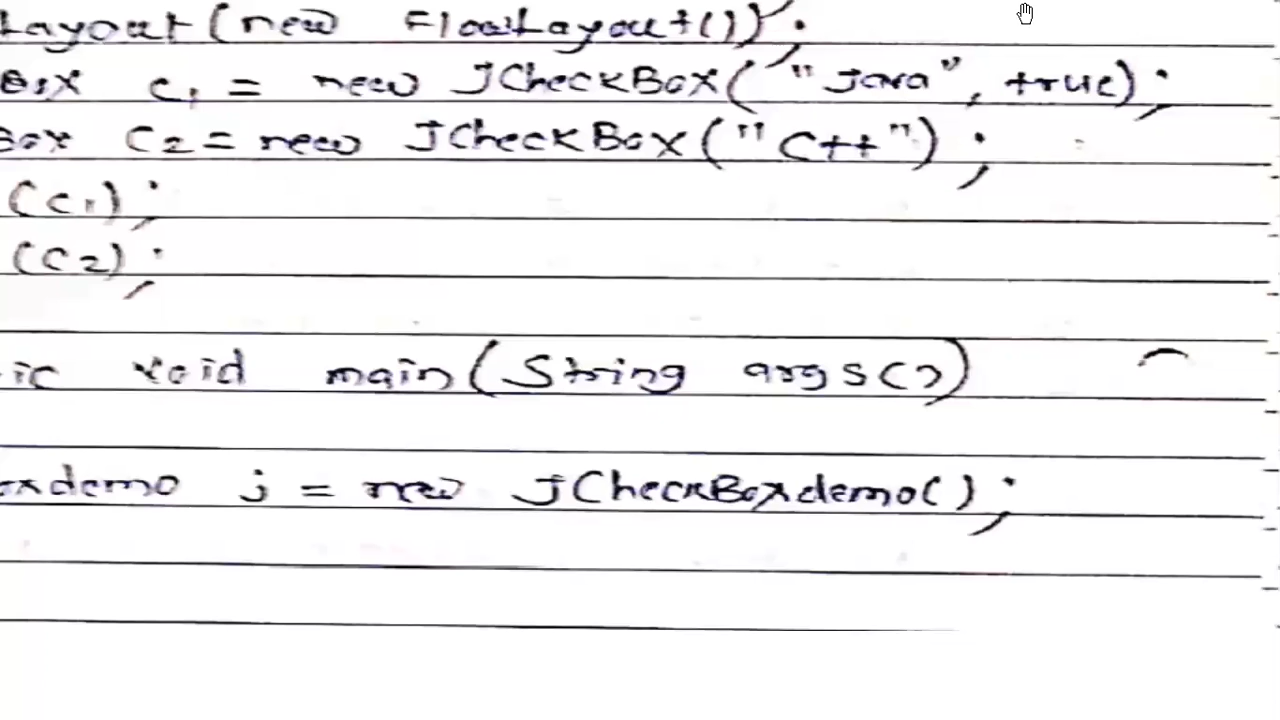 Layout(new FlowLayout());
Box c1 = new JCheckBox("Java", true);
Box c2 = new JCheckBox("C++");
(c1);
(c2);
ic void main(String args[])
oxdemo j = new JCheckBoxdemo();